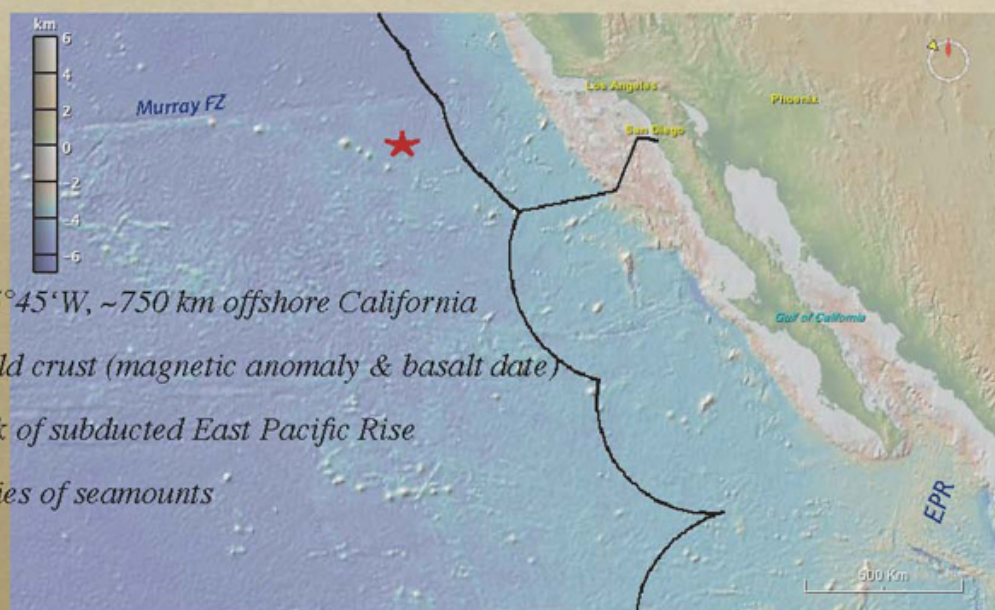 km
6
4
2
0
-2
-4
-6
Murray FZ
Los Angeles
Phoenix
San Diego
°45‘W, ~750 km offshore California
Gulf of California
ld crust (magnetic anomaly & basalt date)
of subducted East Pacific Rise
of seamounts
EPR
500 Km